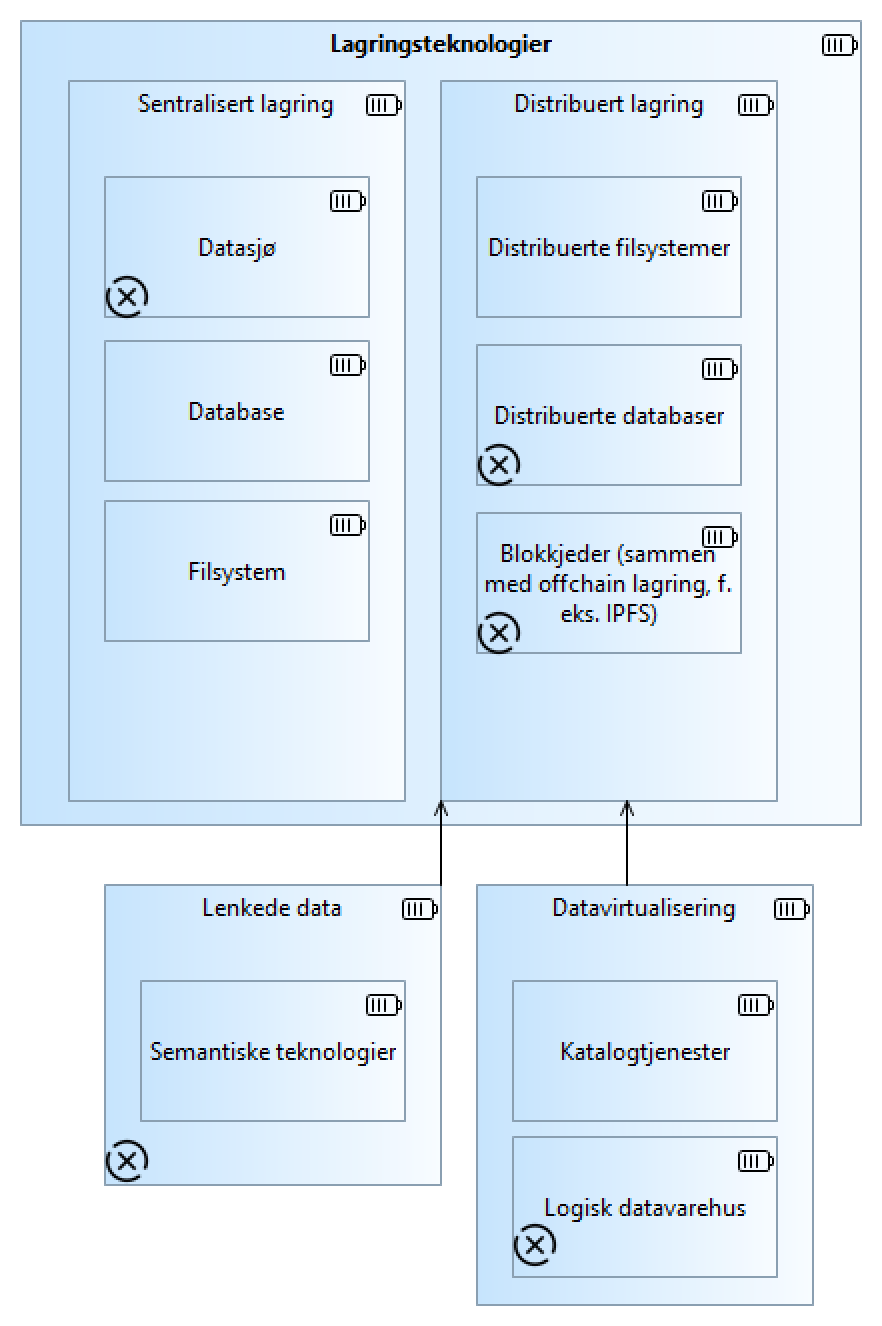 Lagringsteknologier
Sentralisert lagring
Datasjø
Database
Filsystem
Distribuert lagring
Distribuerte filsystemer
Distribuerte databaser
Blokkjeder (sammen
med offchain lagring, f.
eks. IPFS)
Lenkede data
Semantiske teknologier
Datavirtualisering
Katalogtjenester
Logisk datavarehus